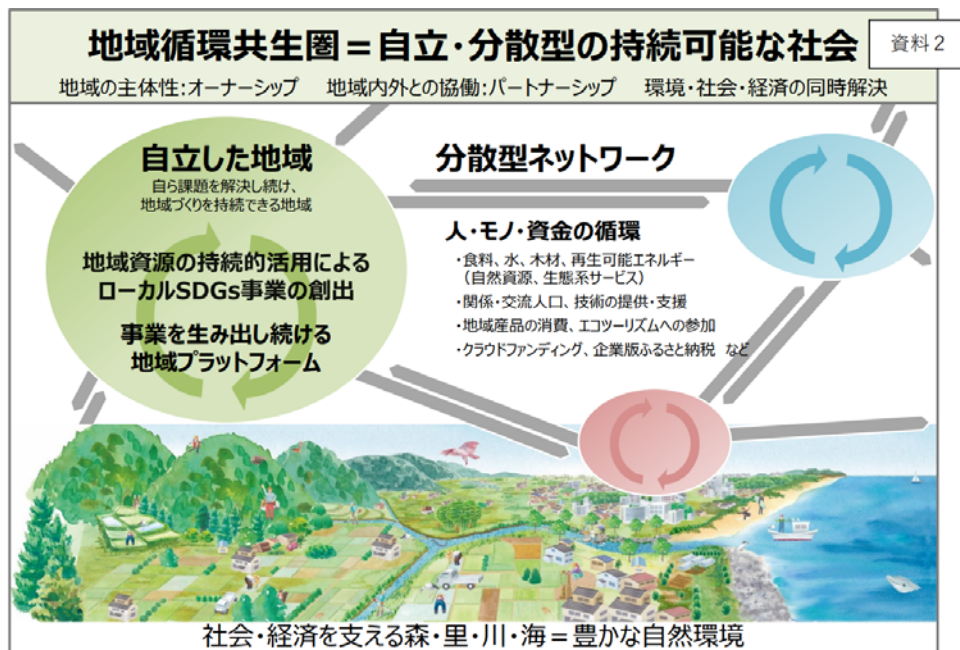 地域循環共生圏＝自立・分散型の持続可能な社会
資料２
地域の主体性：オーナーシップ　地域内外との協働：パートナーシップ　環境・社会・経済の同時解決
自立した地域
自ら課題を解決し続け、
地域づくりを持続できる地域
地域資源の持続的活用による
ローカルSDGs事業の創出
事業を生み出し続ける
地域プラットフォーム
分散型ネットワーク
人・モノ・資金の循環
・食料、水、木材、再生可能エネルギー
（自然資源、生態系サービス）
・関係・交流人口、技術の提供・支援
・地域産品の消費、エコツーリズムへの参加
・クラウドファンディング、企業版ふるさと納税　など
社会・経済を支える森・里・川・海＝豊かな自然環境